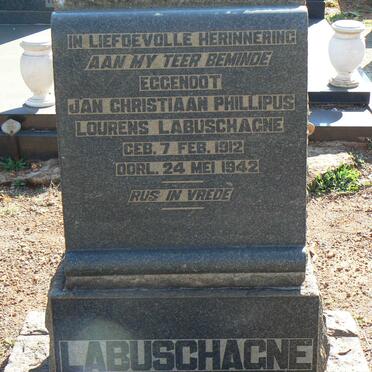 IN LIEFDEVOLLE HERINNERING
AAN MY TEER BEMINDE
EGGENOOT
JAN CHRISTIAAN PHILLIPUS
LOURENS LABUSCHAGNE
GEB. 7 FEB. 1912
OORL. 24 MEI 1942
RUS IN VREDE
LABUSCHAGNE